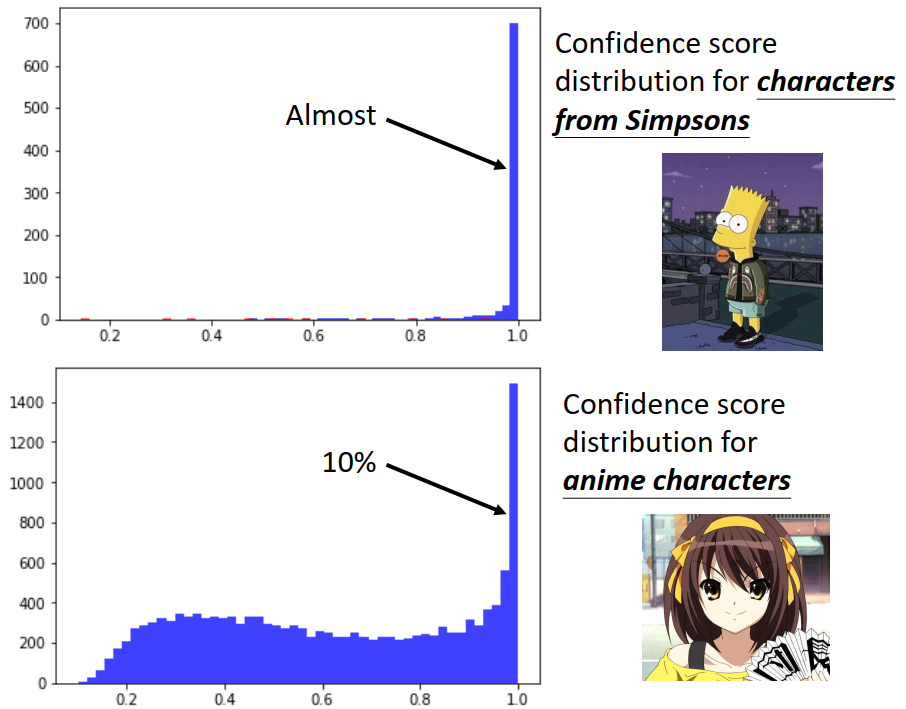 700
600
500
400
300
200
100
0
0.2 0.4 0.6 0.8 1.0
Almost
Confidence score
distribution for characters
from Simpsons
1400
1200
1000
800
600
400
200
0
0.2 0.4 0.6 0.8 1.0
10%
Confidence score
distribution for
anime characters